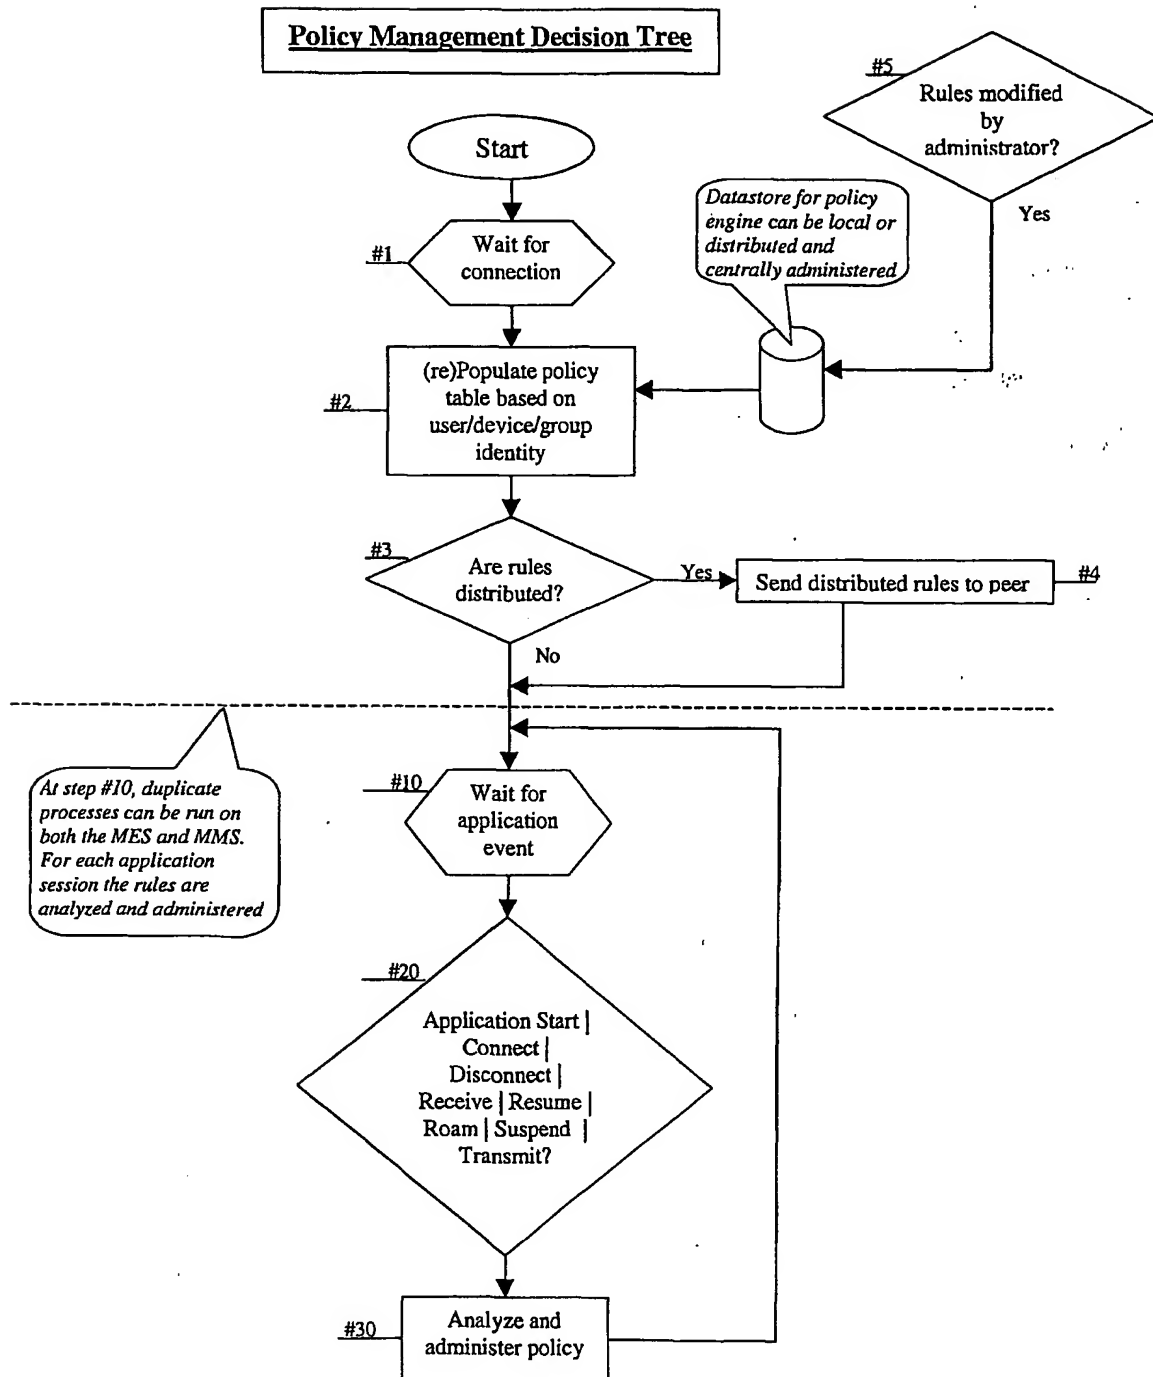 Policy Management Decision Tree
#5
Rules modified
by
administrator?
Yes
Start
Datastore for policy
engine can be local or
distributed and
centrally administered
#1
Wait for
connection
#2
(re)Populate policy
table based on
user/device/group
identity
#3
Are rules
distributed?
Yes
Send distributed rules to peer
#4
No
At step #10, duplicate
processes can be run on
both the MES and MMS.
For each application
session the rules are
analyzed and administered
#10
Wait for
application
event
#20
Application Start |
Connect |
Disconnect |
Receive | Resume |
Roam | Suspend |
Transmit?
#30
Analyze and
administer policy